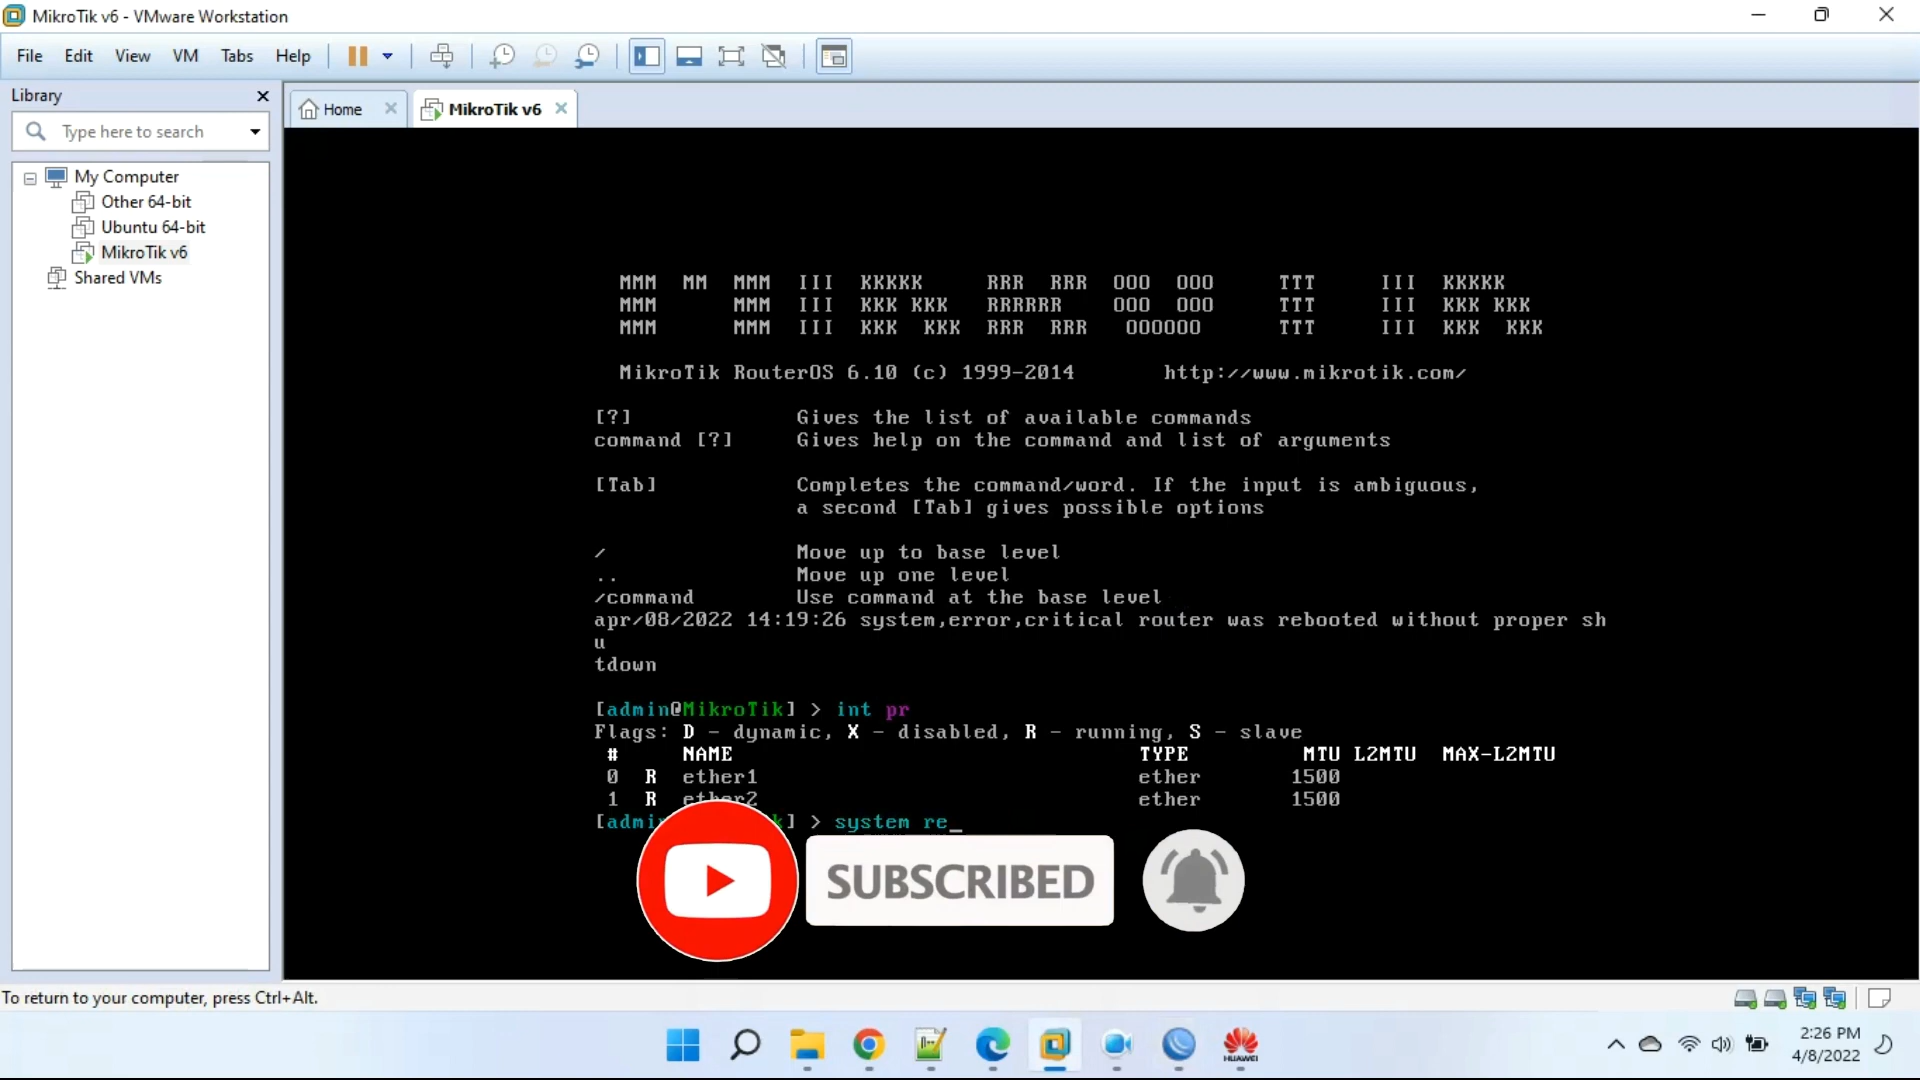 MikroTik v6 - VMware Workstation
File Edit View VM Tabs Help
Library
Type here to search
My Computer
Other 64-bit
Ubuntu 64-bit
MikroTik v6
Shared VMs
Home
MikroTik v6
MMM MM MMM III KKKKK RRR RRR OOO OOO TTT III KKKKK
MMM MMM III KKK KKK RRRRRR OOO OOO TTT III KKK KKK
MMM MMM III KKK KKK RRR RRR OOOOOO TTT III KKK KKK
MikroTik RouterOS 6.10 (c) 1999-2014 http://www.mikrotik.com/
[?] Gives the list of available commands
command [?] Gives help on the command and list of arguments
[Tab] Completes the command/word. If the input is ambiguous,
a second [Tab] gives possible options
/ Move up to base level
.. Move up one level
/command Use command at the base level
apr/08/2022 14:19:26 system,error,critical router was rebooted without proper sh
u
tdown
[admin@MikroTik] > int pr
Flags: D - dynamic, X - disabled, R - running, S - slave
# NAME TYPE MTU L2MTU MAX-L2MTU
0 R ether1 ether 1500
1 R ether2 ether 1500
[admin k] > system re_
SUBSCRIBED
To return to your computer, press Ctrl+Alt.
HUAWEI
2:26 PM
4/8/2022